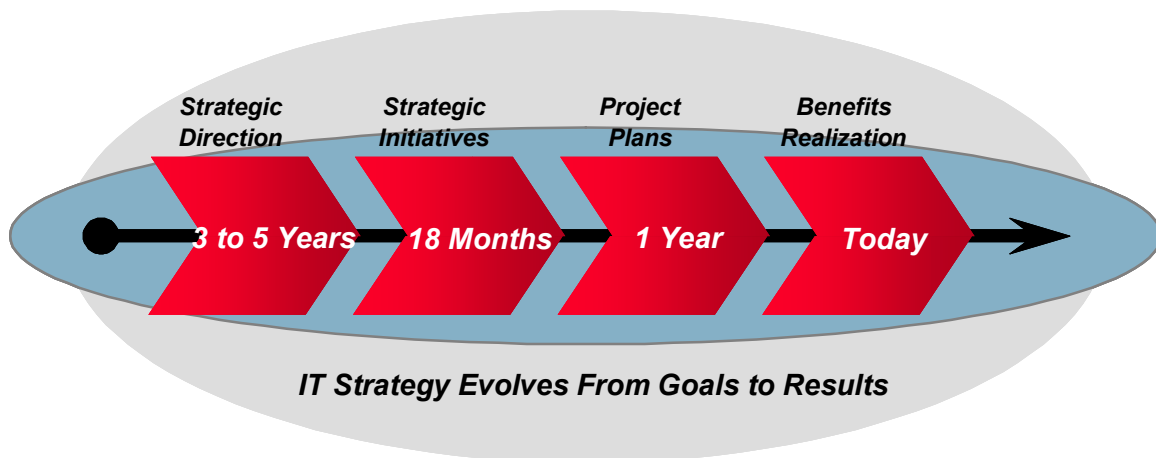 Strategic
Direction
Strategic
Initiatives
Project
Plans
Benefits
Realization
3 to 5 Years
18 Months
1 Year
Today
IT Strategy Evolves From Goals to Results